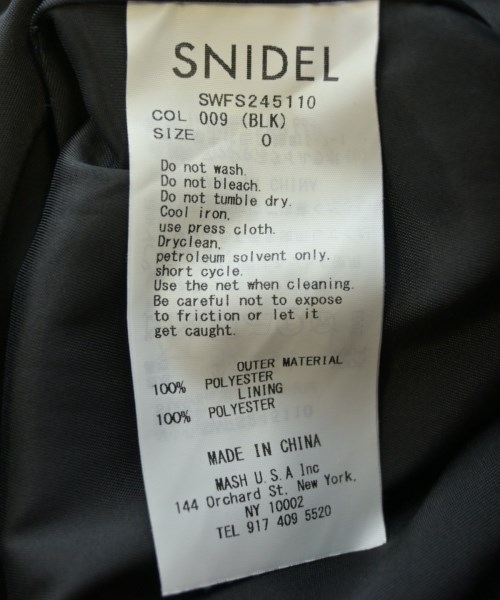 SNIDEL
SWFS245110
COL 009 (BLK)
SIZE 0
Do not wash.
Do not bleach.
Do not tumble dry.
Cool iron,
use press cloth.
Dryclean,
petroleum solvent only.
short cycle.
Use the net when cleaning.
Be careful not to expose
to friction or let it
get caught.
OUTER MATERIAL
100% POLYESTER
LINING
100% POLYESTER
MADE IN CHINA
MASH U.S.A Inc
144 Orchard St. New York,
NY 10002
TEL 917 409 5520